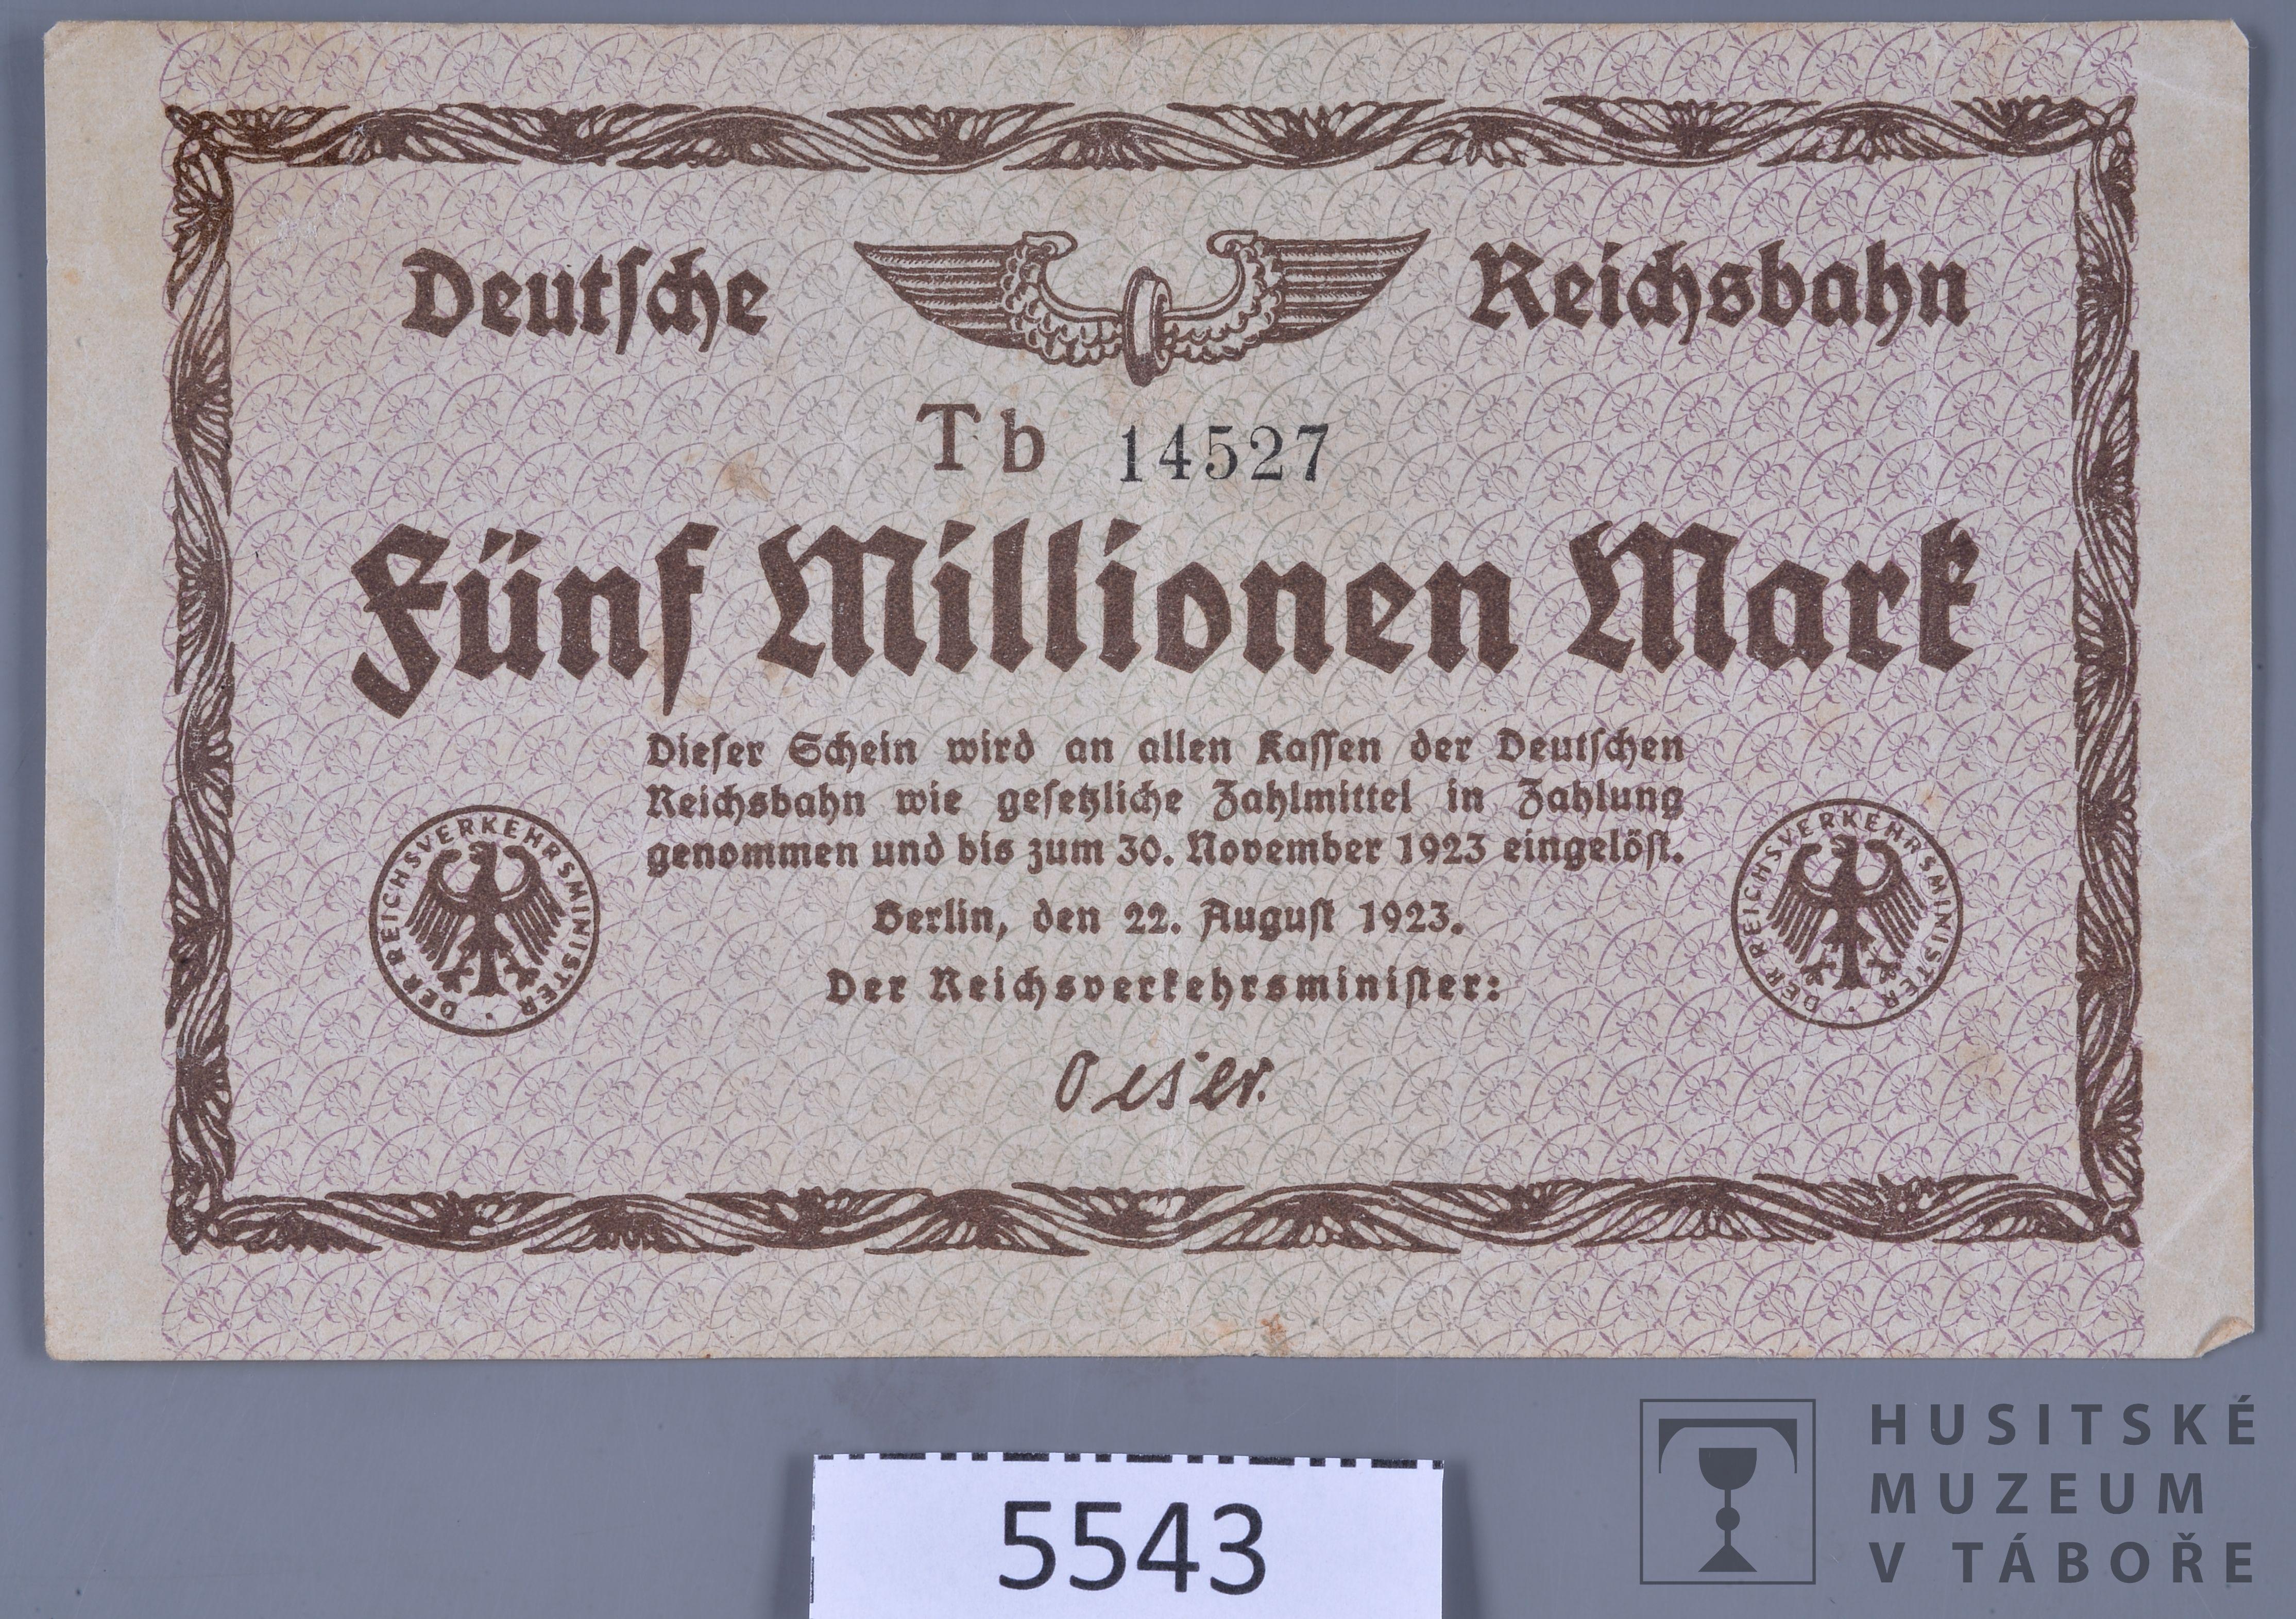 Deutsche Reichsbahn
Tb 14527
Fünf Millionen Mark
Dieser Schein wird an allen Kassen der Deutschen
Reichsbahn wie gesetzliche Zahlmittel in Zahlung
genommen und bis zum 30. November 1923 eingelöst.
Berlin, den 22. August 1923.
Der Reichsverkehrsminister:
Oeser.
DER REICHSVERKEHRSMINISTER ·
DER REICHSVERKEHRSMINISTER ·
5543
HUSITSKÉ
MUZEUM
V TÁBOŘE